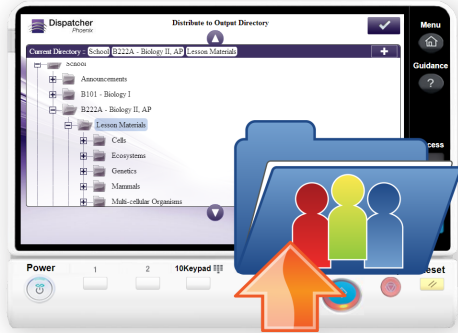 Dispatcher
Phoenix
Distribute to Output Directory
Menu
Current Directory : School B222A - Biology II, AP Lesson Materials
Guidance
School
Announcements
B101 - Biology I
B222A - Biology II, AP
Lesson Materials
Cells
Ecosystems
Genetics
Mammals
Multi-cellular Organisms
Power
1
2
10Keypad